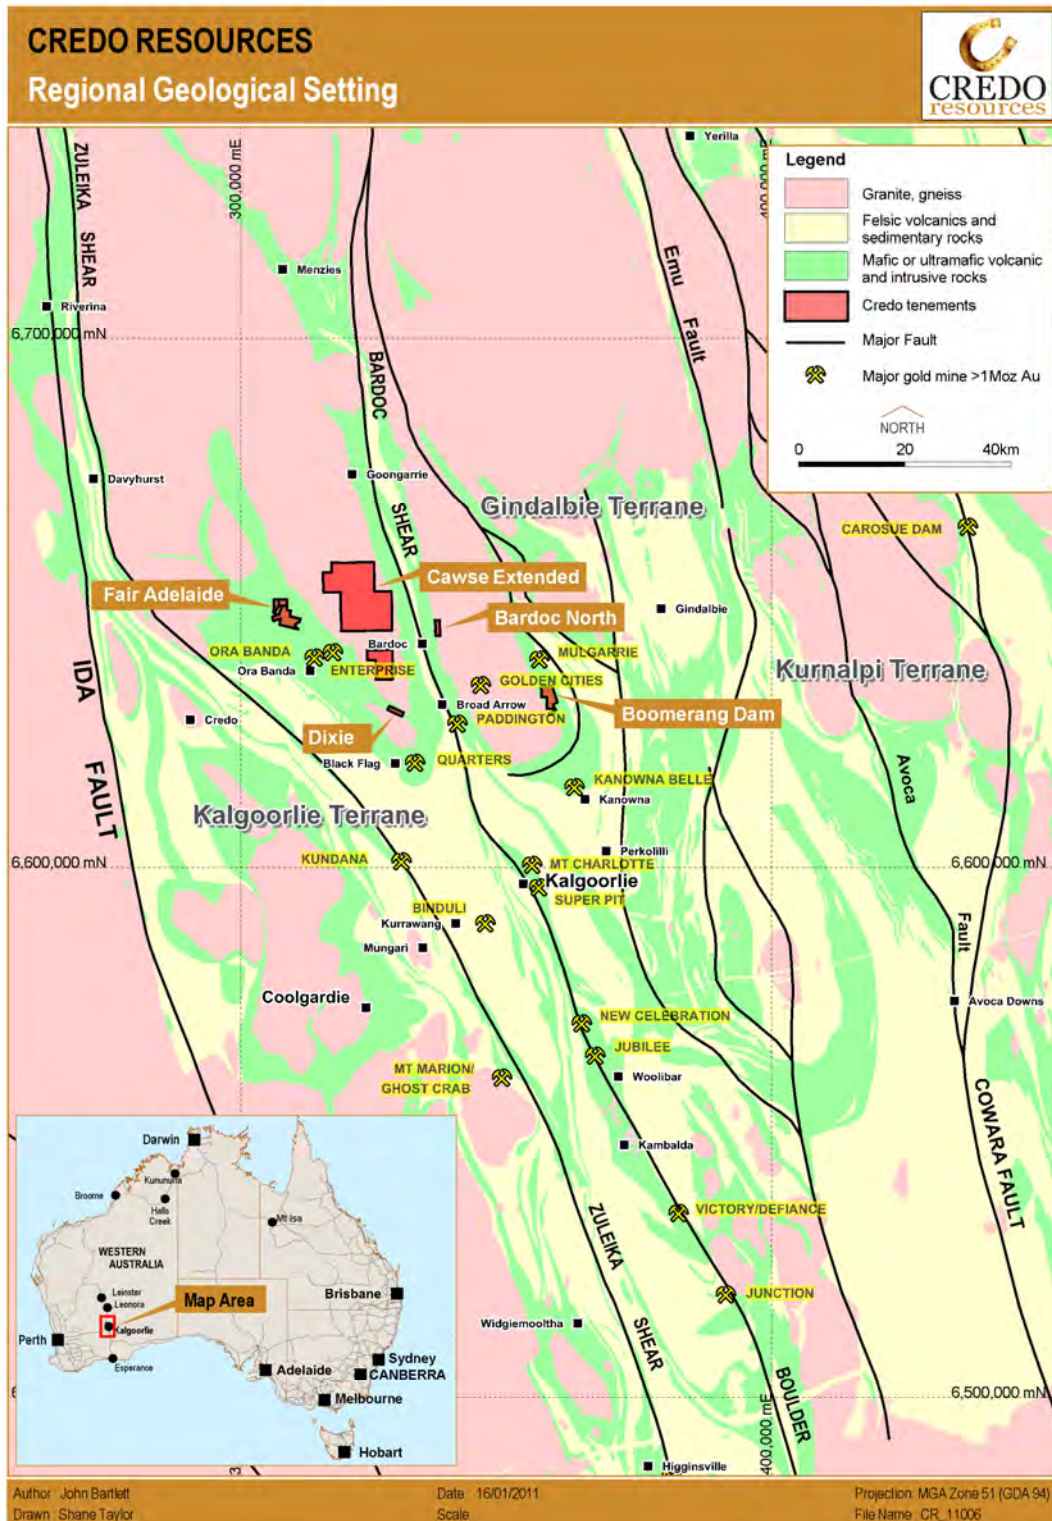 CREDO RESOURCES
Regional Geological Setting
CREDO
resources
Yerilla
ZULEIKA SHEAR
300,000 mE
Legend
Granite, gneiss
Felsic volcanics and
sedimentary rocks
Mafic or ultramafic volcanic
and intrusive rocks
Credo tenements
Major Fault
Major gold mine >1Moz Au
NORTH
0 20 40km
Menzies
Emu Fault
Riverina
6,700,000 mN
BARDOC SHEAR
Goongarrie
Davyhurst
Gindalbie Terrane
CAROSUE DAM
Cawse Extended
Fair Adelaide
Bardoc North
Gindalbie
Bardoc
ORA BANDA
MULGARRIE
Ora Banda
ENTERPRISE
Kurnalpi Terrane
GOLDEN CITIES
IDA FAULT
Credo
Broad Arrow
PADDINGTON
Boomerang Dam
Dixie
Black Flag
QUARTERS
Avoca Fault
KANOWNA BELLE
Kanowna
Kalgoorlie Terrane
Perkolilli
KUNDANA
MT CHARLOTTE
6,600,000 mN
6,600,000 mN
Kalgoorlie
SUPER PIT
BINDULI
Kurrawang
Mungari
Coolgardie
Avoca Downs
NEW CELEBRATION
JUBILEE
MT MARION/
GHOST CRAB
Woolibar
COWARA FAULT
Kambalda
VICTORY/DEFIANCE
ZULEIKA SHEAR
JUNCTION
Widgiemooltha
BOULDER
6,500,000 mN
400,000 mE
Higginsville
Darwin
Kununurra
Broome
Halls
Creek
Mt Isa
WESTERN
AUSTRALIA
Leinster
Leonora
Map Area
Brisbane
Kalgoorlie
Perth
Esperance
Adelaide
Sydney
CANBERRA
Melbourne
Hobart
Author John Bartlett
Date 16/01/2011
Projection: MGA Zone 51 (GDA 94)
Drawn : Shane Taylor
Scale
File Name : CR_11006